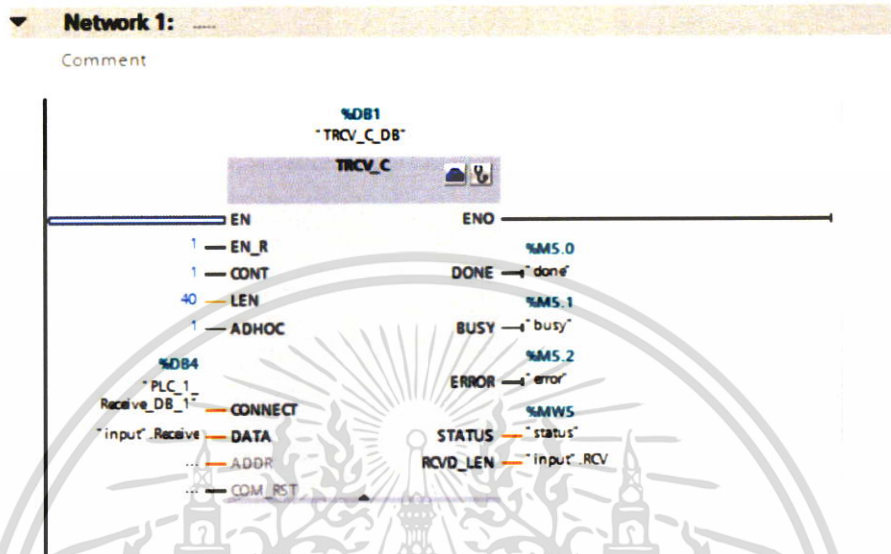 Network 1: .....
Comment
%DB1
"TRCV_C_DB"
TRCV_C
EN ENO
1 EN_R %M5.0
1 CONT DONE "done"
40 LEN %M5.1
1 ADHOC BUSY "busy"
%DB4 %M5.2
"PLC_1_ ERROR "error"
Receive_DB_1" CONNECT %MW5
"input".Receive DATA STATUS "status"
... ADDR RCVD_LEN "input".RCV
... COM_RST